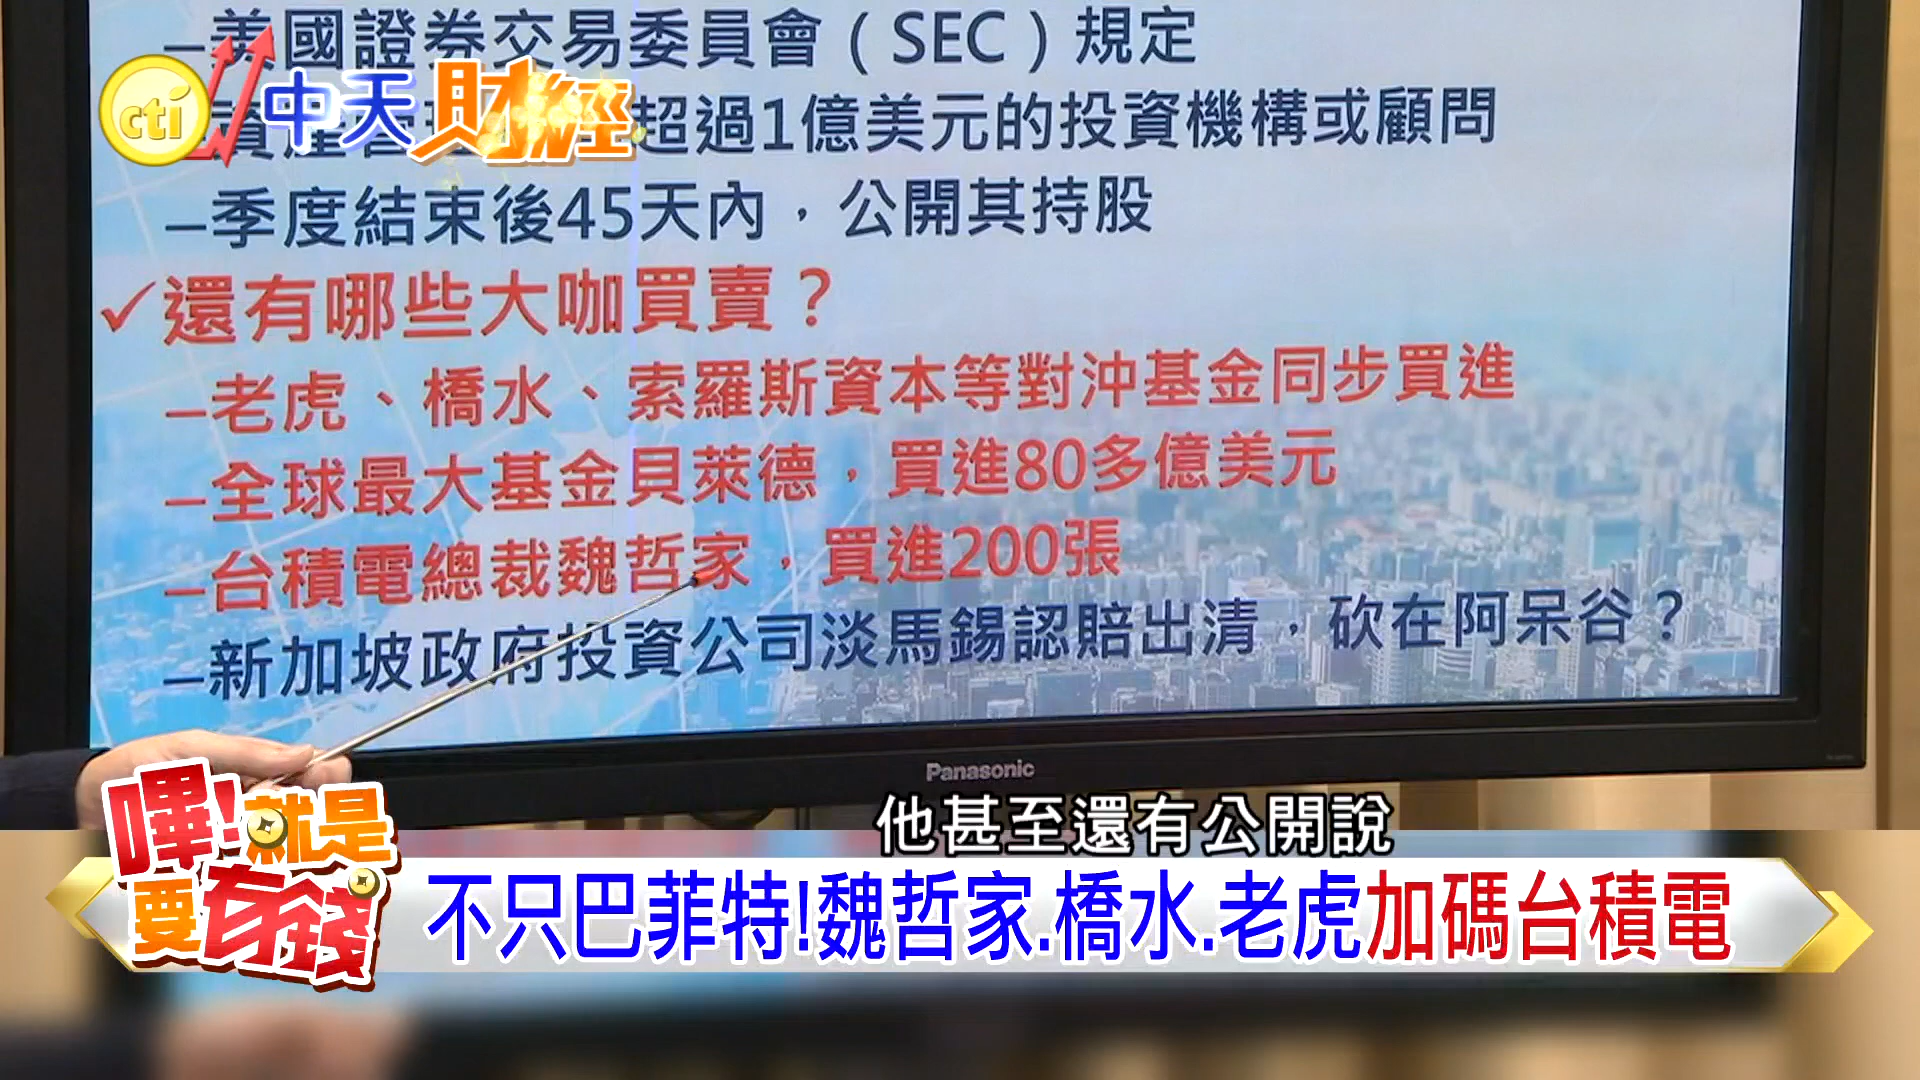 –美國證券交易委員會（SEC）規定
cti 中天財經
超過1億美元的投資機構或顧問
–季度結束後45天內，公開其持股
✓還有哪些大咖買賣？
–老虎、橋水、索羅斯資本等對沖基金同步買進
–全球最大基金貝萊德，買進80多億美元
–台積電總裁魏哲家，買進200張
–新加坡政府投資公司淡馬錫認賠出清，砍在阿呆谷？
Panasonic
他甚至還有公開說
嗶!就是
要有錢
不只巴菲特!魏哲家.橋水.老虎加碼台積電